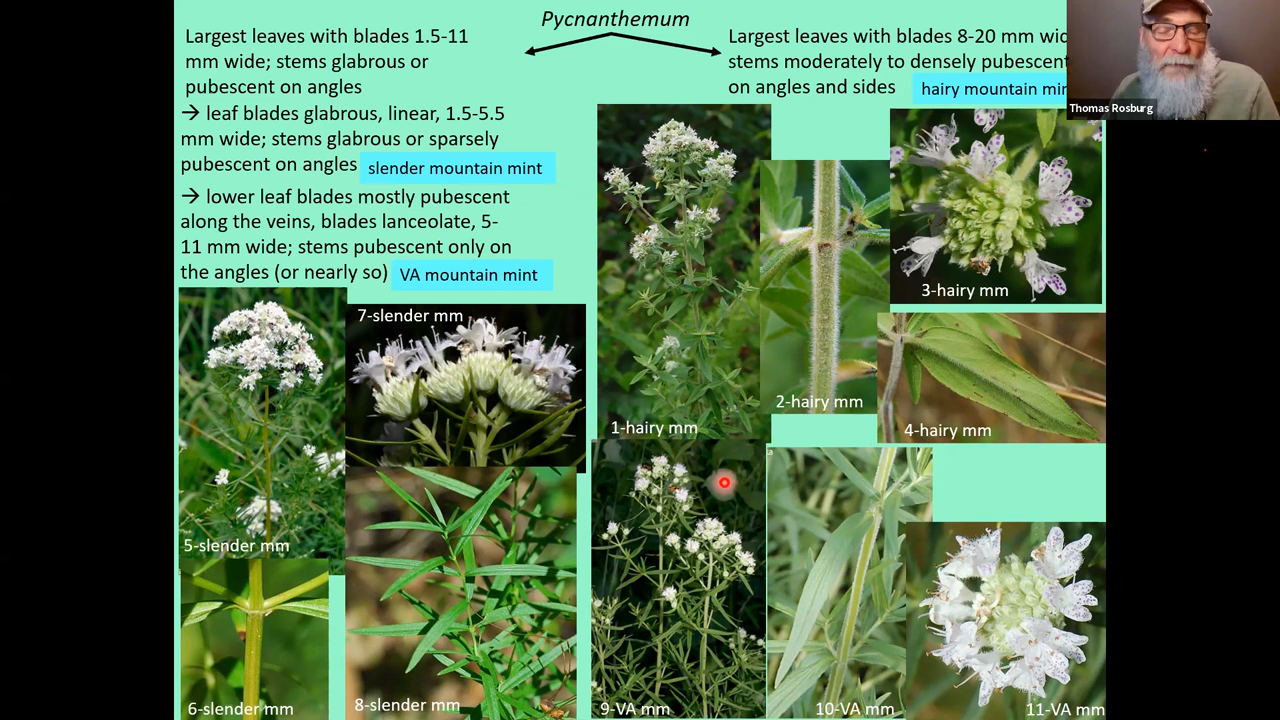 Pycnanthemum
Largest leaves with blades 1.5-11
mm wide; stems glabrous or
pubescent on angles
→ leaf blades glabrous, linear, 1.5-5.5
mm wide; stems glabrous or sparsely
pubescent on angles slender mountain mint
→ lower leaf blades mostly pubescent
along the veins, blades lanceolate, 5-
11 mm wide; stems pubescent only on
the angles (or nearly so) VA mountain mint
Largest leaves with blades 8-20 mm
stems moderately to densely pubescent
on angles and sides hairy mountain
Thomas Rosburg
1-hairy mm
2-hairy mm
3-hairy mm
4-hairy mm
5-slender mm
6-slender mm
7-slender mm
8-slender mm
9-VA mm
10-VA mm
11-VA mm